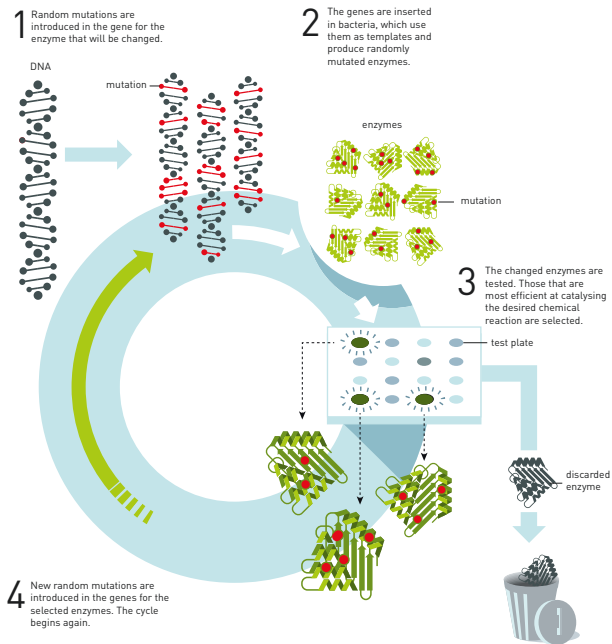 1 Random mutations are
introduced in the gene for the
enzyme that will be changed.
DNA
mutation
2 The genes are inserted
in bacteria, which use
them as templates and
produce randomly
mutated enzymes.
enzymes
mutation
3 The changed enzymes are
tested. Those that are
most efficient at catalysing
the desired chemical
reaction are selected.
test plate
discarded
enzyme
4 New random mutations are
introduced in the genes for the
selected enzymes. The cycle
begins again.